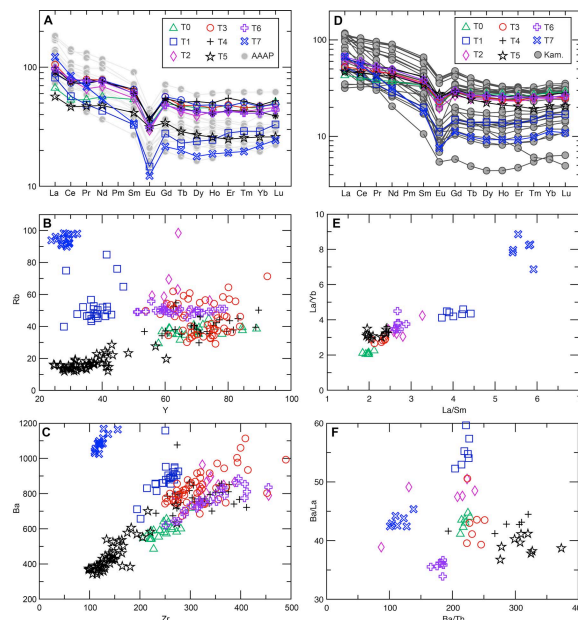 A
T0 T3 T6
T1 T4 T7
T2 T5 AAAP
100
10
La Ce Pr Nd Pm Sm Eu Gd Tb Dy Ho Er Tm Yb Lu
D
T0 T3 T6
T1 T4 T7
T2 T5 Kam.
100
10
La Ce Pr Nd Pm Sm Eu Gd Tb Dy Ho Er Tm Yb Lu
B
Rb
100
80
60
40
20
0
20 40 60 80 100
Y
E
La/Yb
10
8
6
4
2
0
1 2 3 4 5 6 7
La/Sm
C
Ba
1200
1000
800
600
400
200
0 100 200 300 400 500
Zr
F
Ba/La
60
50
40
30
0 100 200 300 400
Ba/Th